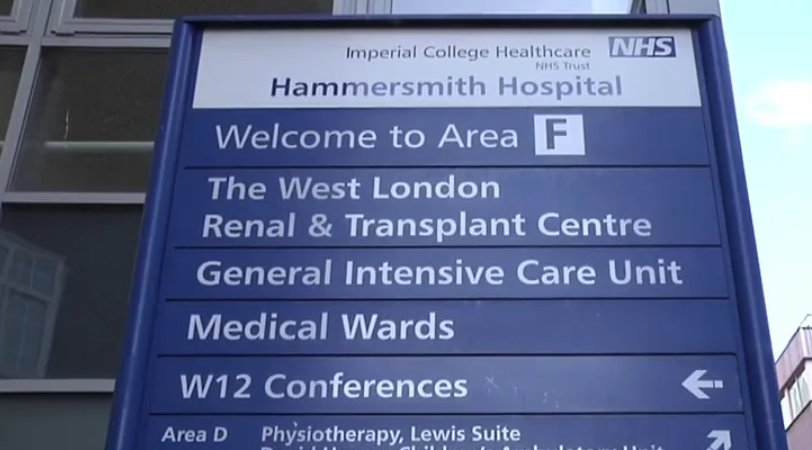 Imperial College Healthcare NHS
NHS Trust
Hammersmith Hospital
Welcome to Area F
The West London
Renal & Transplant Centre
General Intensive Care Unit
Medical Wards
W12 Conferences
Area D Physiotherapy, Lewis Suite